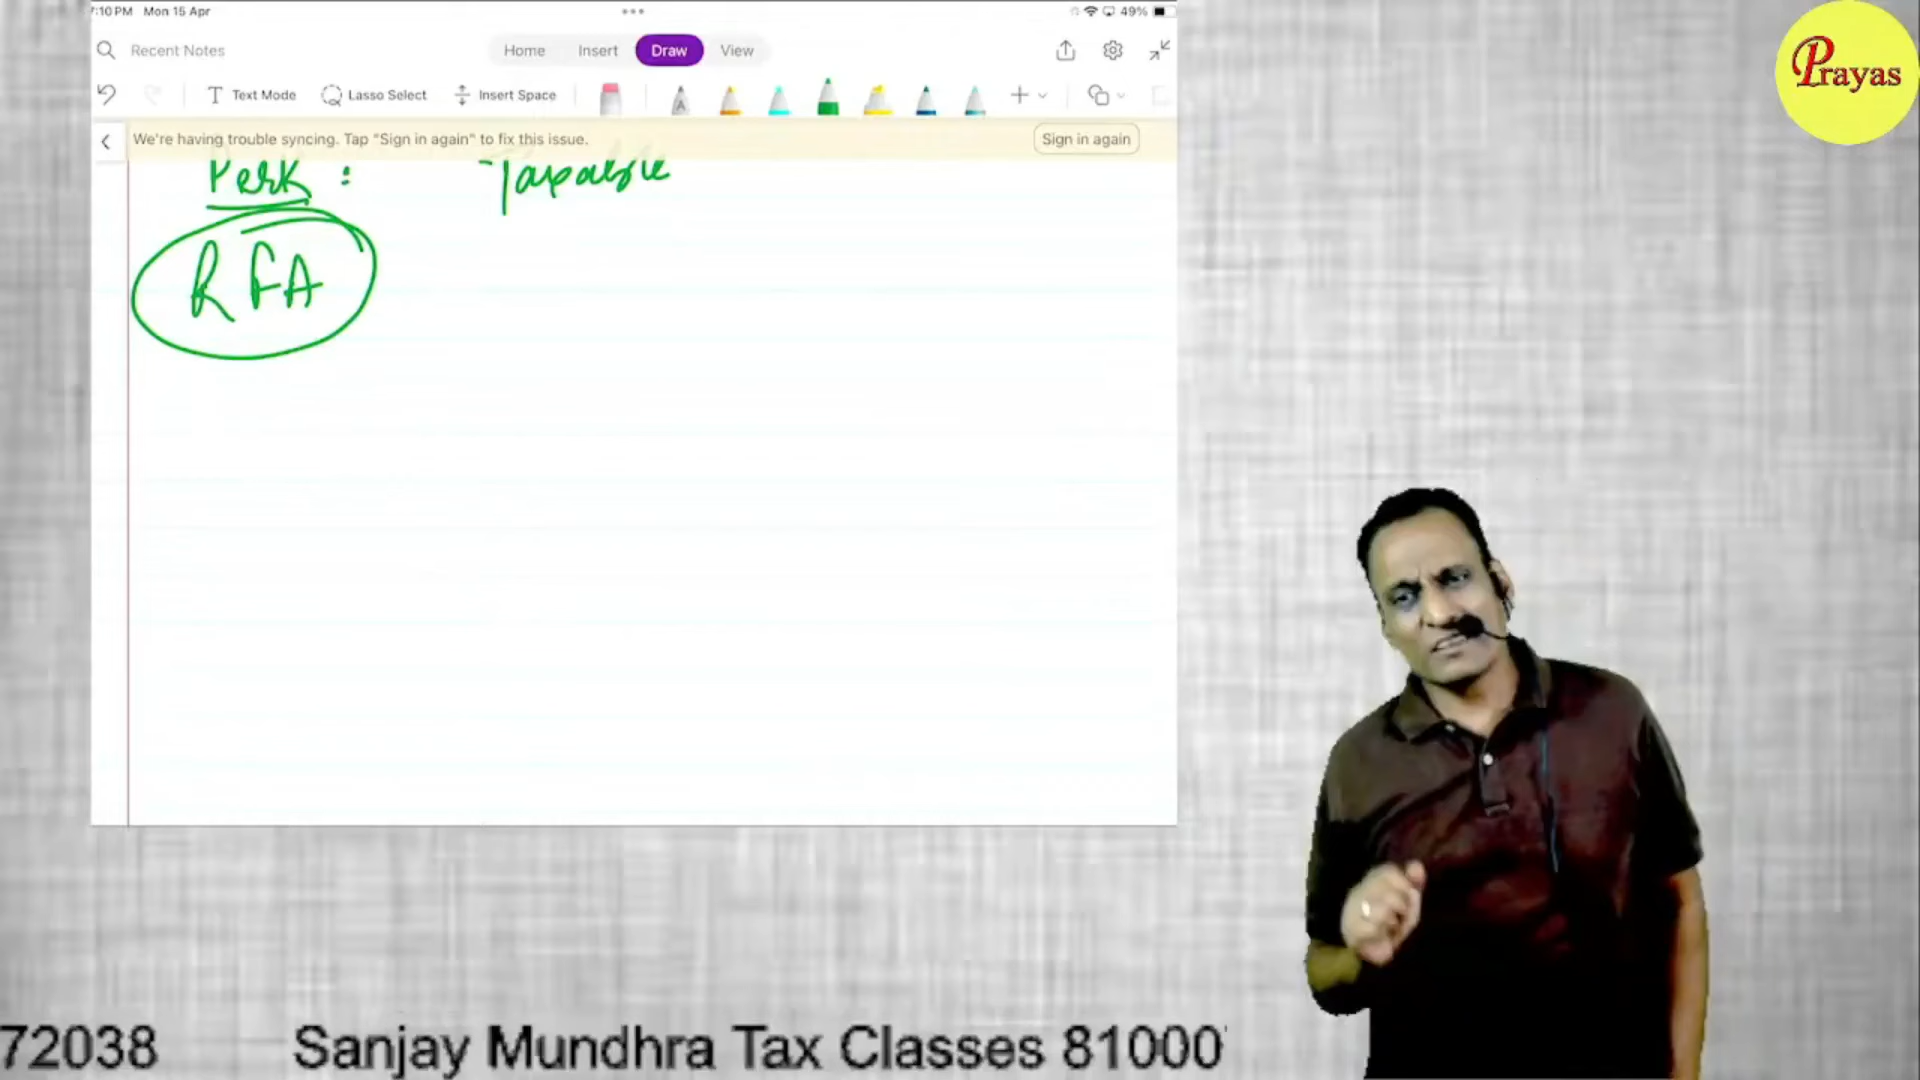 7:10 PM Mon 15 Apr
49%
Recent Notes
Home Insert Draw View
Text Mode Lasso Select Insert Space
We're having trouble syncing. Tap "Sign in again" to fix this issue.
Sign in again
Perk : Taxable
RFA
Prayas
72038 Sanjay Mundhra Tax Classes 81000